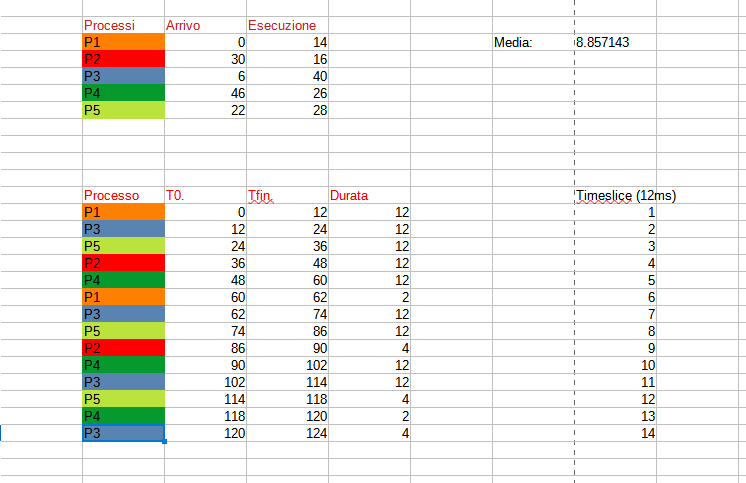 Processi Arrivo Esecuzione
P1 0 14 Media: 8.857143
P2 30 16
P3 6 40
P4 46 26
P5 22 28
Processo T0. Tfin. Durata Timeslice (12ms)
P1 0 12 12 1
P3 12 24 12 2
P5 24 36 12 3
P2 36 48 12 4
P4 48 60 12 5
P1 60 62 2 6
P3 62 74 12 7
P5 74 86 12 8
P2 86 90 4 9
P4 90 102 12 10
P3 102 114 12 11
P5 114 118 4 12
P4 118 120 2 13
P3 120 124 4 14